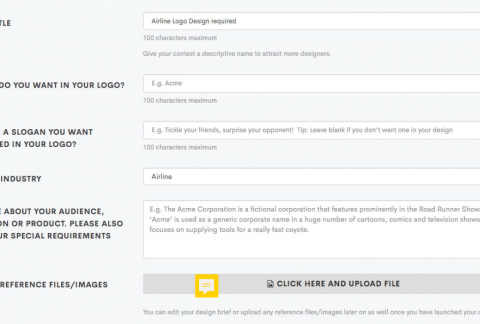 TLE
Airline Logo Design required
100 characters maximum
Give your contest a descriptive name to attract more designers.
DO YOU WANT IN YOUR LOGO?
E.g. Acme
100 characters maximum
A SLOGAN YOU WANT
ED IN YOUR LOGO?
E.g. Tickle your friends, surprise your opponent! Tip: Leave blank if you don't want one in your design
100 characters maximum
INDUSTRY
Airline
E ABOUT YOUR AUDIENCE,
ON OR PRODUCT. PLEASE ALSO
UR SPECIAL REQUIREMENTS
E.g. The Acme Corporation is a fictional corporation that features prominently in the Road Runner Show
'Acme' is used as a generic corporate name in a huge number of cartoons, comics and television shows
focuses on supplying tools for a really fast coyote.
REFERENCE FILES/IMAGES
CLICK HERE AND UPLOAD FILE
You can edit your design brief or upload any reference files/images later on as well once you have launched your